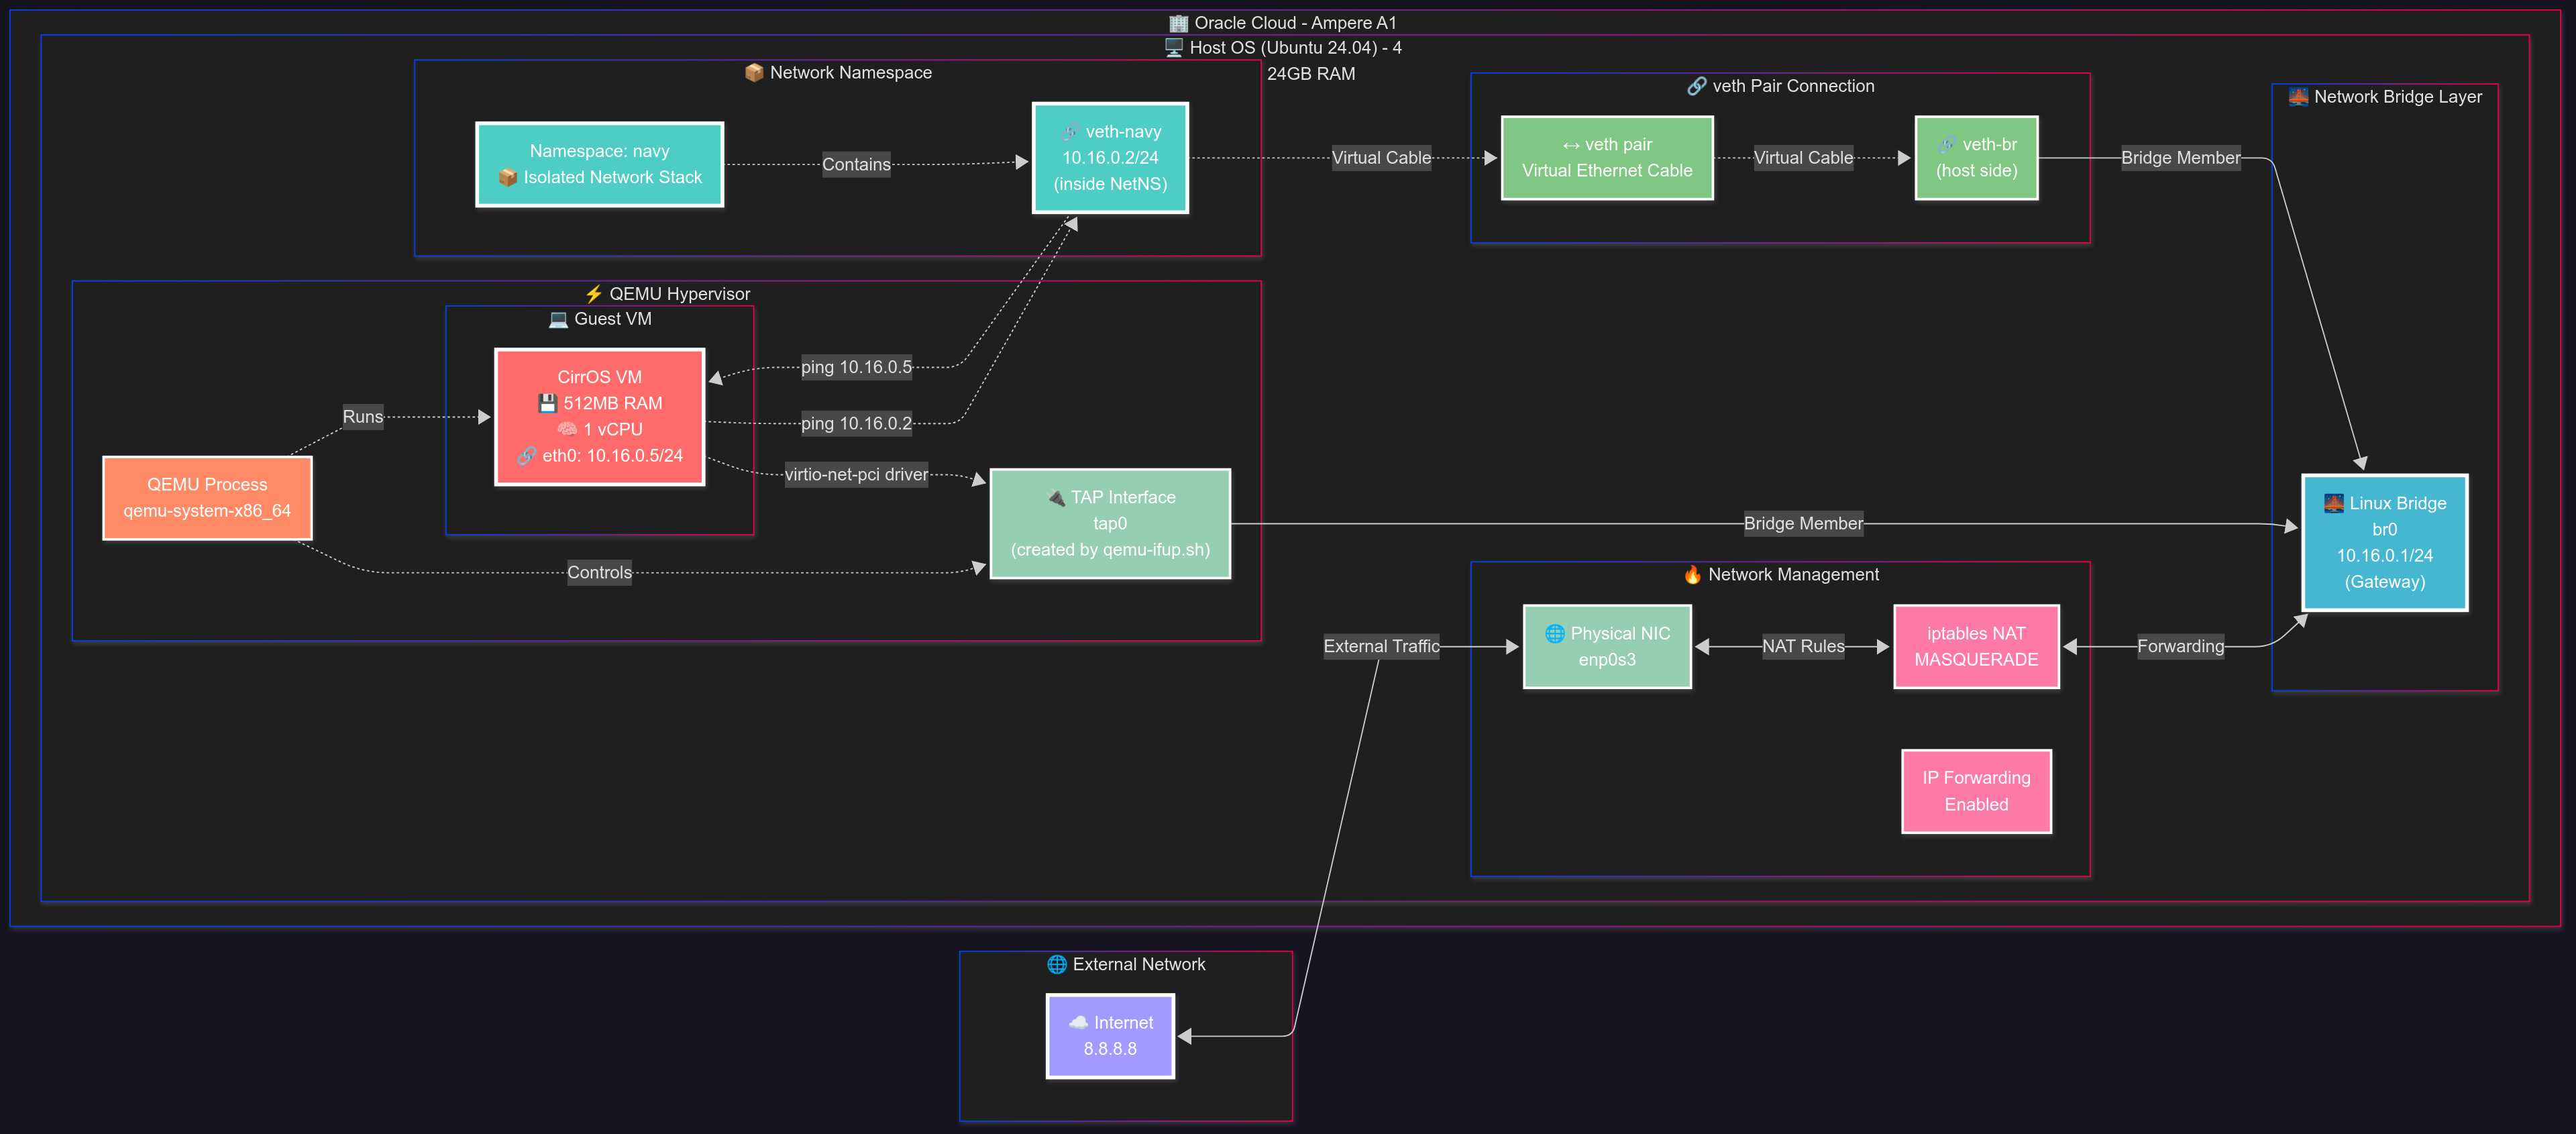 🏢 Oracle Cloud - Ampere A1
🖥️ Host OS (Ubuntu 24.04) - 4
24GB RAM
📦 Network Namespace
Namespace: navy
📦 Isolated Network Stack
Contains
🔗 veth-navy
10.16.0.2/24
(inside NetNS)
Virtual Cable
🔗 veth Pair Connection
↔ veth pair
Virtual Ethernet Cable
Virtual Cable
🔗 veth-br
(host side)
Bridge Member
🌉 Network Bridge Layer
⚡ QEMU Hypervisor
💻 Guest VM
CirrOS VM
💾 512MB RAM
🧠 1 vCPU
🔗 eth0: 10.16.0.5/24
ping 10.16.0.5
ping 10.16.0.2
virtio-net-pci driver
Runs
QEMU Process
qemu-system-x86_64
Controls
🔌 TAP Interface
tap0
(created by qemu-ifup.sh)
Bridge Member
🌉 Linux Bridge
br0
10.16.0.1/24
(Gateway)
🔥 Network Management
External Traffic
🌐 Physical NIC
enp0s3
NAT Rules
iptables NAT
MASQUERADE
Forwarding
IP Forwarding
Enabled
🌐 External Network
☁️ Internet
8.8.8.8